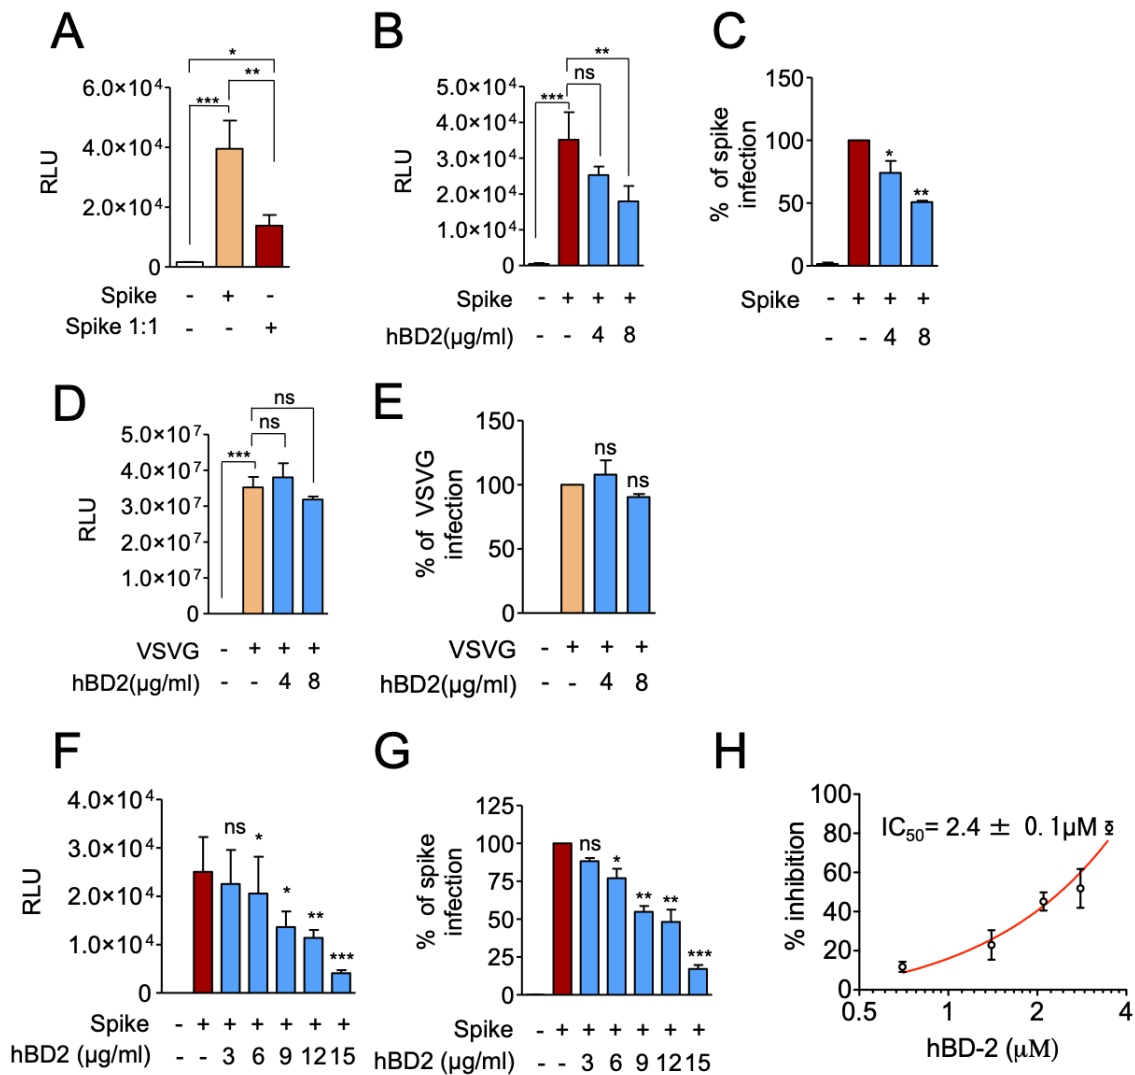 A
B
C
*
**
***
6.0×10⁴
4.0×10⁴
2.0×10⁴
0
RLU
Spike - + -
Spike 1:1 - - +
**
ns
***
5.0×10⁴
4.0×10⁴
3.0×10⁴
2.0×10⁴
1.0×10⁴
0
RLU
Spike - + + +
hBD2(µg/ml) - - 4 8
150
100
50
0
% of spike
infection
*
**
Spike - + + +
- - 4 8
D
E
ns
ns
***
5.0×10⁷
4.0×10⁷
3.0×10⁷
2.0×10⁷
1.0×10⁷
0
RLU
VSVG - + + +
hBD2(µg/ml) - - 4 8
150
100
50
0
% of VSVG
infection
ns
ns
VSVG - + + +
hBD2(µg/ml) - - 4 8
F
G
H
4.0×10⁴
3.0×10⁴
2.0×10⁴
1.0×10⁴
0
RLU
ns * * ** ***
Spike - + + + + + +
hBD2 (µg/ml) - - 3 6 9 12 15
125
100
75
50
25
0
% of spike
infection
ns * ** ** ***
Spike - + + + + + +
hBD2 (µg/ml) - - 3 6 9 12 15
100
80
60
40
20
0
% inhibition
IC₅₀= 2.4 ± 0.1µM
0.5 1 2 4
hBD-2 (µM)